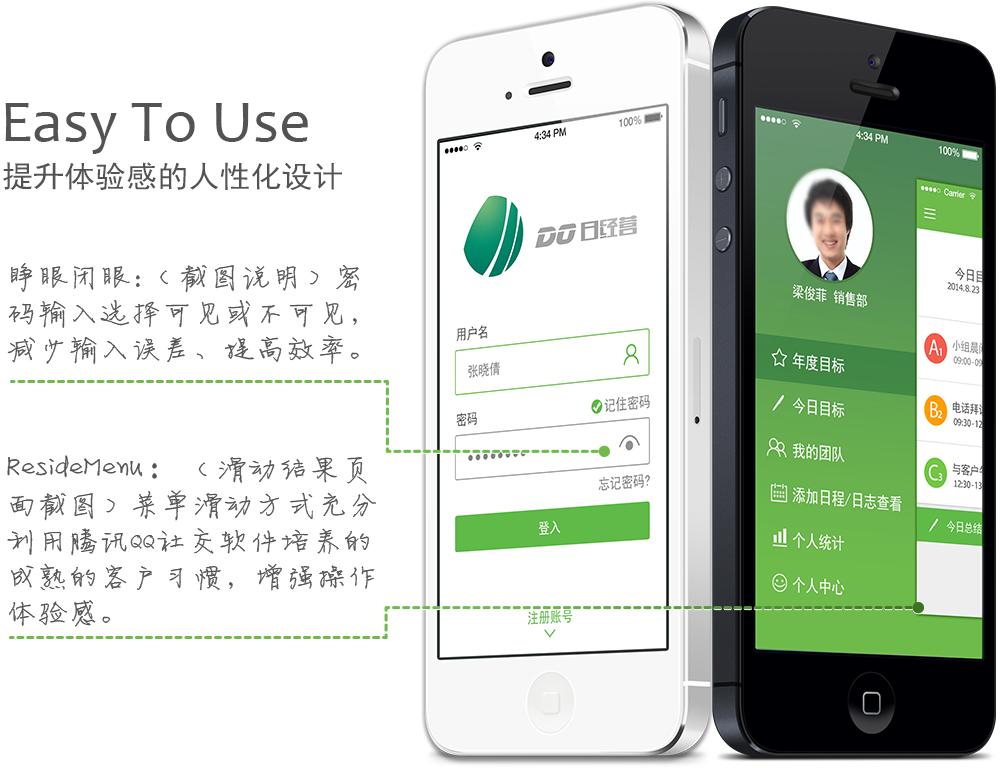 Easy To Use
提升体验感的人性化设计
睁眼闭眼:(截图说明)密
码输入选择可见或不可见,
减少输入误差、提高效率。
ResideMenu: (滑动结果页
面截图)菜单滑动方式充分
利用腾讯QQ社交软件培养的
成熟的客户习惯,增强操作
体验感。
4:34 PM
100%
DO 日经营
用户名
张晓倩
密码
记住密码
忘记密码?
登入
注册账号
4:34 PM
100%
梁俊菲 销售部
年度目标
今日目标
我的团队
添加日程/日志查看
个人统计
个人中心
Carrier
今日目
2014.8.23
A1
小组晨
09:00-09
B2
电话拜访
09:30-12
C3
与客户
12:30-13
今日总结